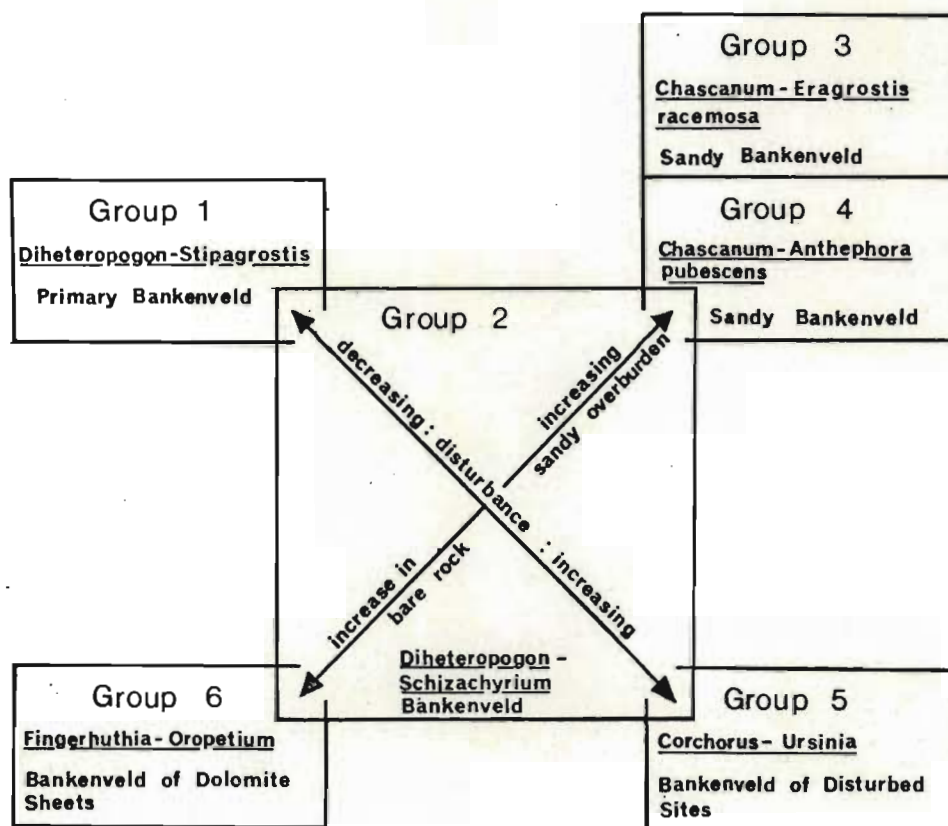 Group 3
Chascanum-Eragrostis
racemosa
Sandy Bankenveld
Group 1
Diheteropogon-Stipagrostis
Primary Bankenveld
Group 4
Chascanum-Anthephora
pubescens
Sandy Bankenveld
Group 2
decreasing : disturbance : increasing
increasing
sandy overburden
increase in
bare rock
Diheteropogon-
Schizachyrium
Bankenveld
Group 6
Fingerhuthia-Oropetium
Bankenveld of Dolomite
Sheets
Group 5
Corchorus-Ursinia
Bankenveld of Disturbed
Sites